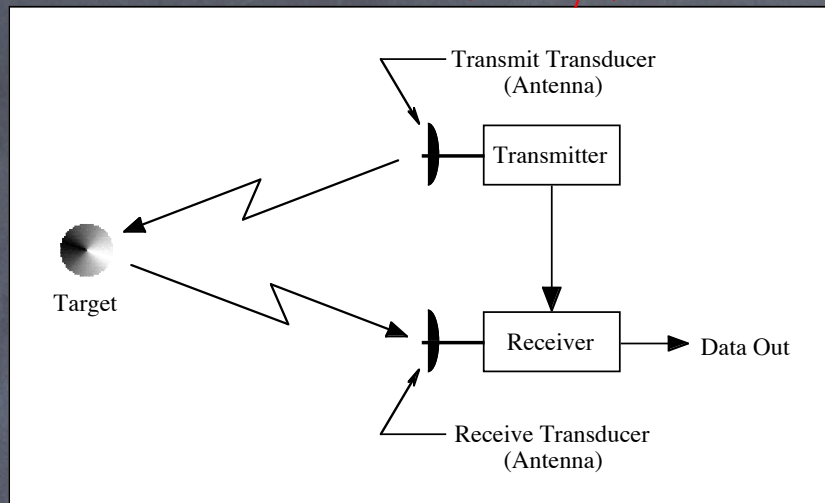 Transmit Transducer
(Antenna)
Transmitter
Target
Receiver
Data Out
Receive Transducer
(Antenna)